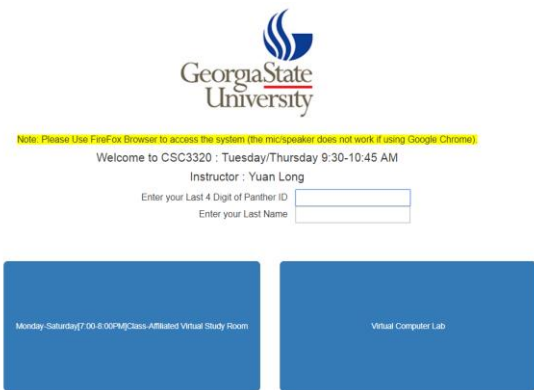 GeorgiaState
University
Note: Please Use FireFox Browser to access the system (the mic/speaker does not work if using Google Chrome).
Welcome to CSC3320 : Tuesday/Thursday 9:30-10:45 AM
Instructor : Yuan Long
Enter your Last 4 Digit of Panther ID
Enter your Last Name
Monday-Saturday[7:00-8:00PM]Class-Affiliated Virtual Study Room
Virtual Computer Lab